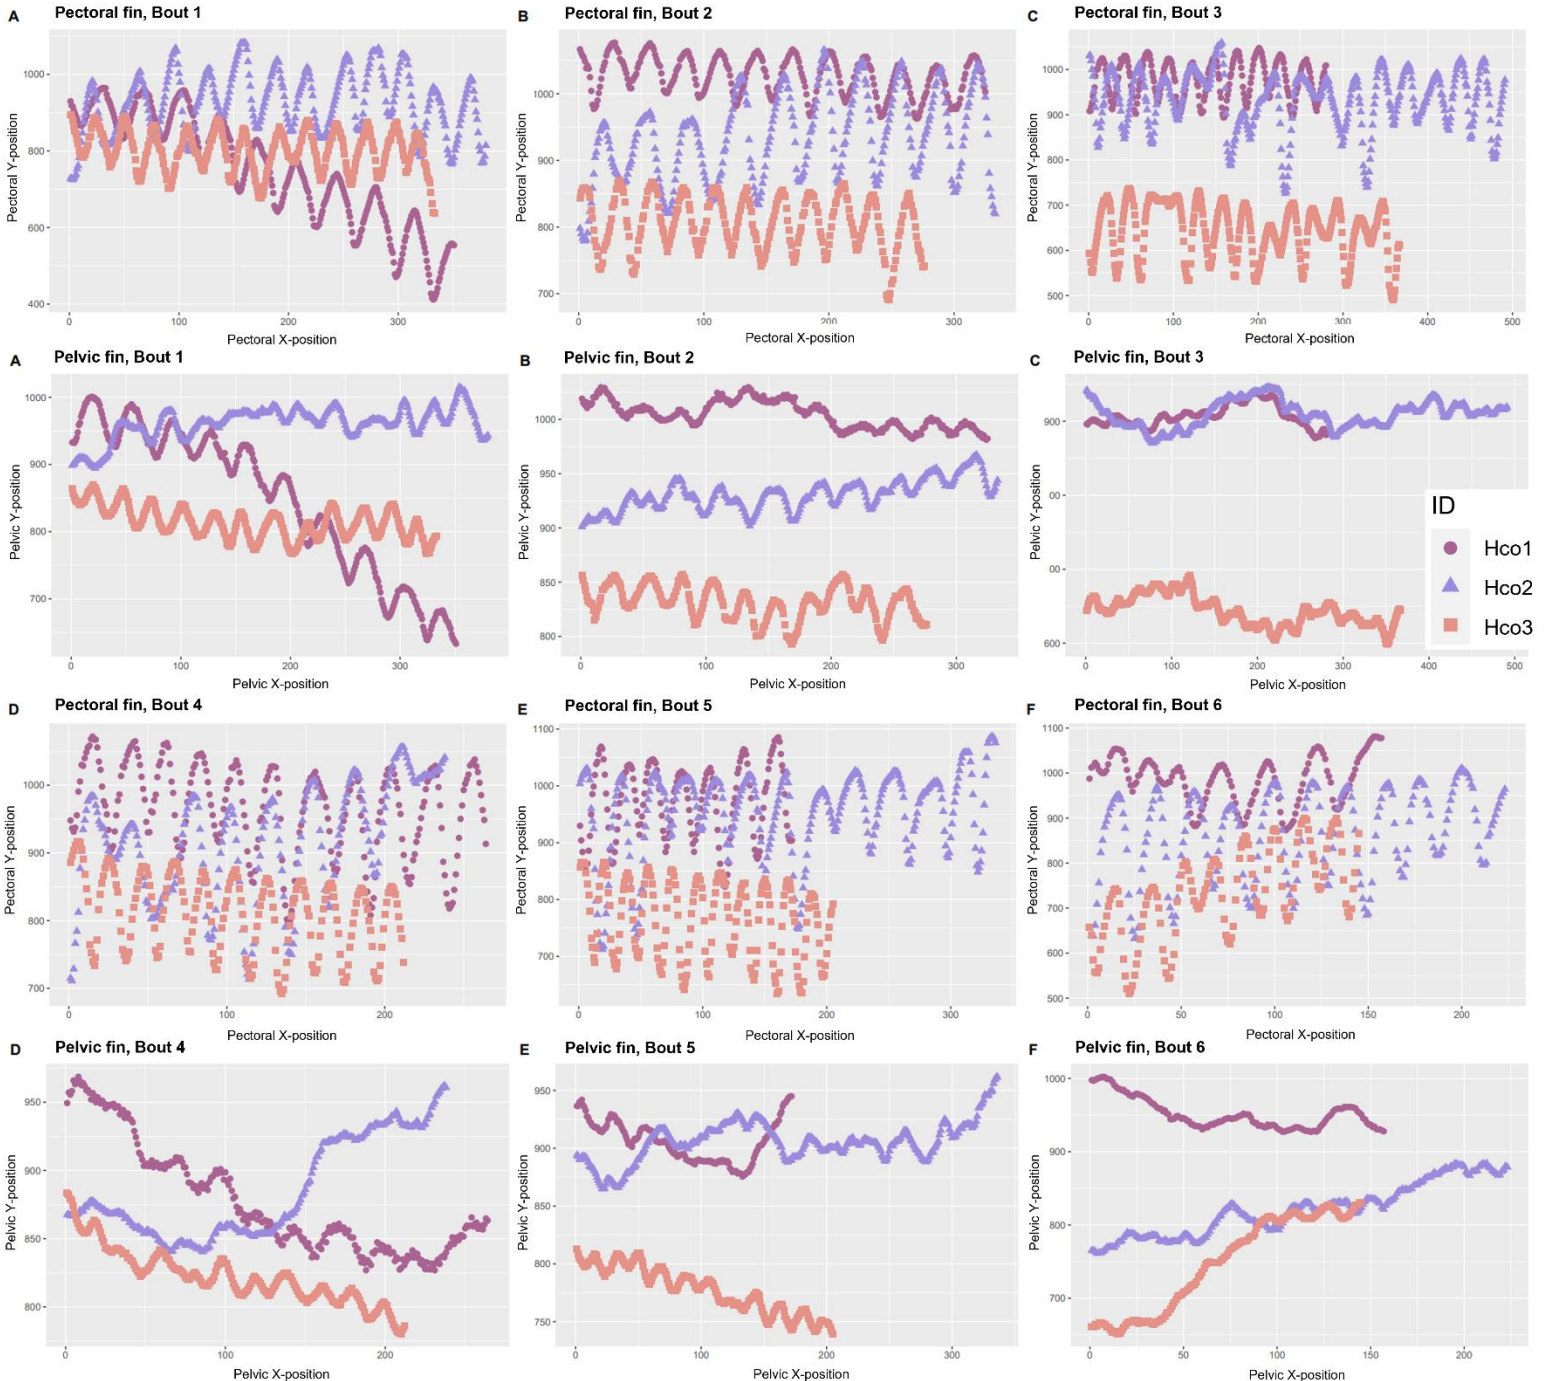 A Pectoral fin, Bout 1
Pectoral Y-position
1000
800
600
400
0 100 200 300
Pectoral X-position
B Pectoral fin, Bout 2
Pectoral Y-position
1000
900
800
700
0 100 200 300
Pectoral X-position
C Pectoral fin, Bout 3
Pectoral Y-position
1000
900
800
700
600
500
0 100 200 300 400 500
Pectoral X-position
A Pelvic fin, Bout 1
Pelvic Y-position
1000
900
800
700
0 100 200 300
Pelvic X-position
B Pelvic fin, Bout 2
Pelvic Y-position
1000
950
900
850
800
0 100 200 300
Pelvic X-position
C Pelvic fin, Bout 3
Pelvic Y-position
900
00
00
600
0 100 200 300 400 500
Pelvic X-position
ID
Hco1
Hco2
Hco3
D Pectoral fin, Bout 4
Pectoral Y-position
1000
900
800
700
0 100 200
Pectoral X-position
E Pectoral fin, Bout 5
Pectoral Y-position
1100
1000
900
800
700
0 100 200 300
Pectoral X-position
F Pectoral fin, Bout 6
Pectoral Y-position
1100
1000
900
800
700
600
500
0 50 100 150 200
Pectoral X-position
D Pelvic fin, Bout 4
Pelvic Y-position
950
900
850
800
0 100 200
Pelvic X-position
E Pelvic fin, Bout 5
Pelvic Y-position
950
900
850
800
750
0 100 200 300
Pelvic X-position
F Pelvic fin, Bout 6
Pelvic Y-position
1000
900
800
700
0 50 100 150 200
Pelvic X-position